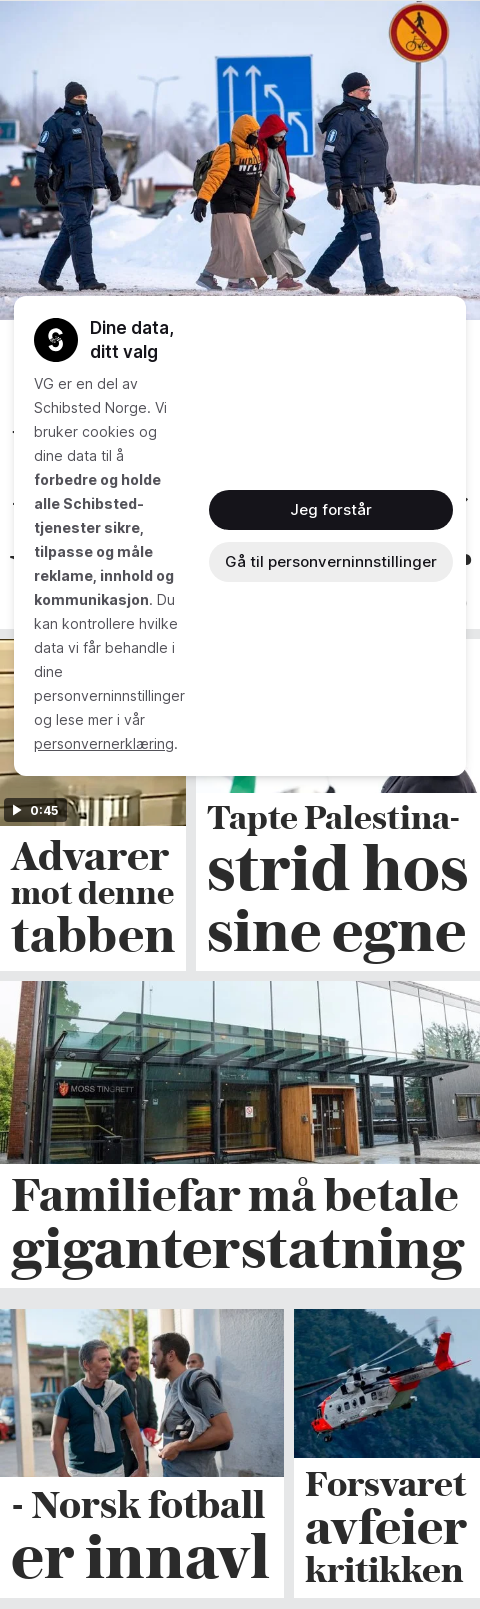 Dine data,
ditt valg
VG er en del av
Schibsted Norge. Vi
bruker cookies og
dine data til å
forbedre og holde
alle Schibsted-
tjenester sikre,
tilpasse og måle
reklame, innhold og
kommunikasjon. Du
kan kontrollere hvilke
data vi får behandle i
dine
personverninnstillinger
og lese mer i vår
personvernerklæring.
Jeg forstår
Gå til personverninnstillinger
0:45
Advarer
mot denne
tabben
Tapte Palestina-
strid hos
sine egne
MOSS TINGRETT
Familiefar må betale
giganterstatning
- Norsk fotball
er innavl
Forsvaret
avfeier
kritikken